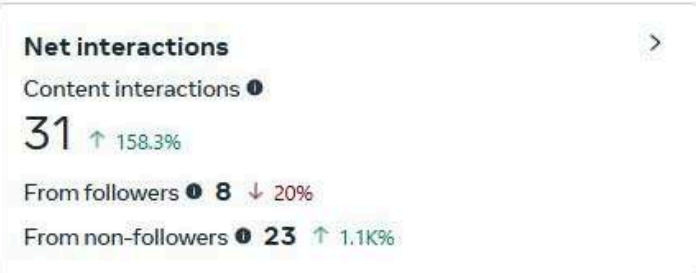 Net interactions
Content interactions
31 ↑ 158.3%
From followers 8 ↓ 20%
From non-followers 23 ↑ 1.1K%